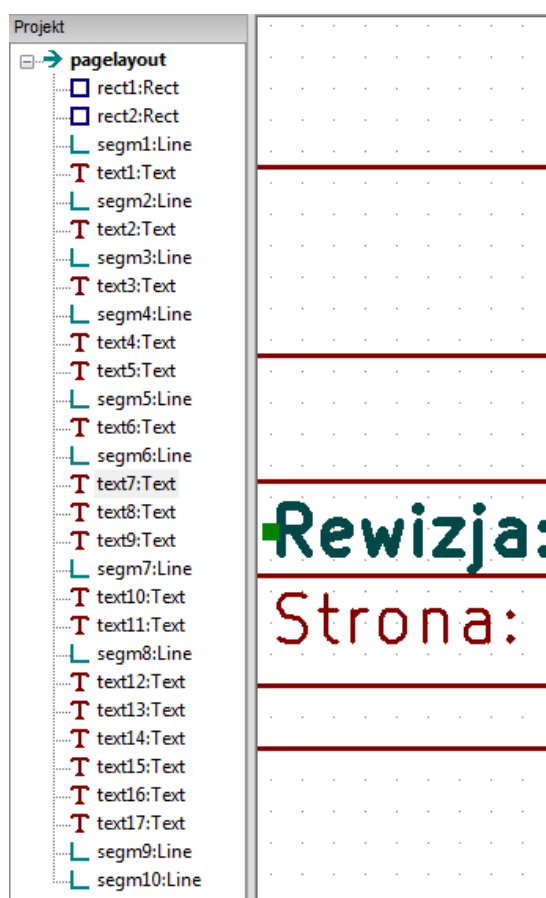 Projekt
pagelayout
rect1:Rect
rect2:Rect
segm1:Line
text1:Text
segm2:Line
text2:Text
segm3:Line
text3:Text
segm4:Line
text4:Text
text5:Text
segm5:Line
text6:Text
segm6:Line
text7:Text
text8:Text
text9:Text
segm7:Line
text10:Text
text11:Text
segm8:Line
text12:Text
text13:Text
text14:Text
text15:Text
text16:Text
text17:Text
segm9:Line
segm10:Line
Rewizja:
Strona: